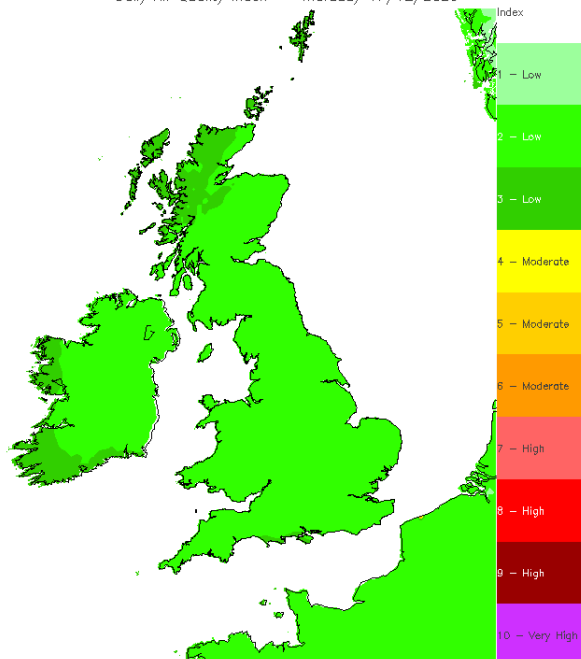 Index
1 - Low
2 - Low
3 - Low
4 - Moderate
5 - Moderate
6 - Moderate
7 - High
8 - High
9 - High
10 - Very High